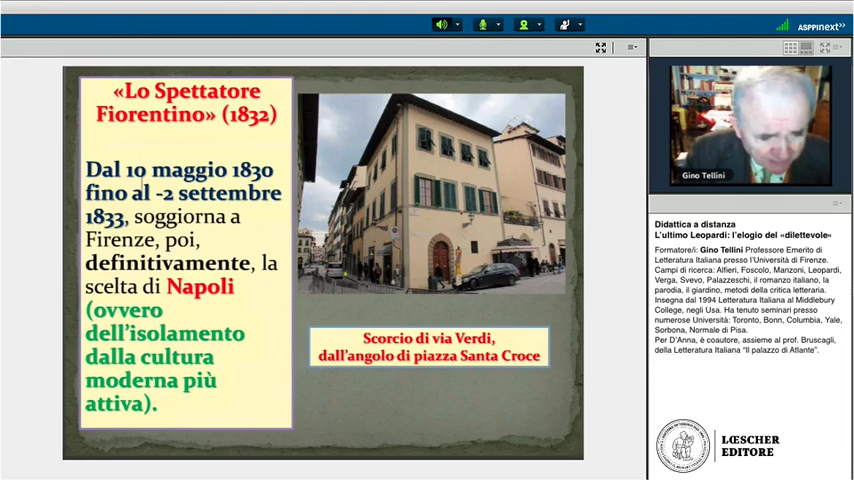 ASPPInext»
«Lo Spettatore
Fiorentino» (1832)
Dal 10 maggio 1830
fino al -2 settembre
1833, soggiorna a
Firenze, poi,
definitivamente, la
scelta di Napoli
(ovvero
dell'isolamento
dalla cultura
moderna più
attiva).
Scorcio di via Verdi,
dall'angolo di piazza Santa Croce
Gino Tellini
Didattica a distanza
L'ultimo Leopardi: l'elogio del «dilettevole»
Formatore/i: Gino Tellini Professore Emerito di
Letteratura Italiana presso l'Università di Firenze.
Campi di ricerca: Alfieri, Foscolo, Manzoni, Leopardi,
Verga, Svevo, Palazzeschi, il romanzo italiano, la
parodia, il giardino, metodi della critica letteraria.
Insegna dal 1994 Letteratura Italiana al Middlebury
College, negli Usa. Ha tenuto seminari presso
numerose Università: Toronto, Bonn, Columbia, Yale,
Sorbona, Normale di Pisa.
Per D'Anna, è coautore, assieme al prof. Bruscagli,
della Letteratura Italiana "Il palazzo di Atlante".
LŒSCHER
EDITORE